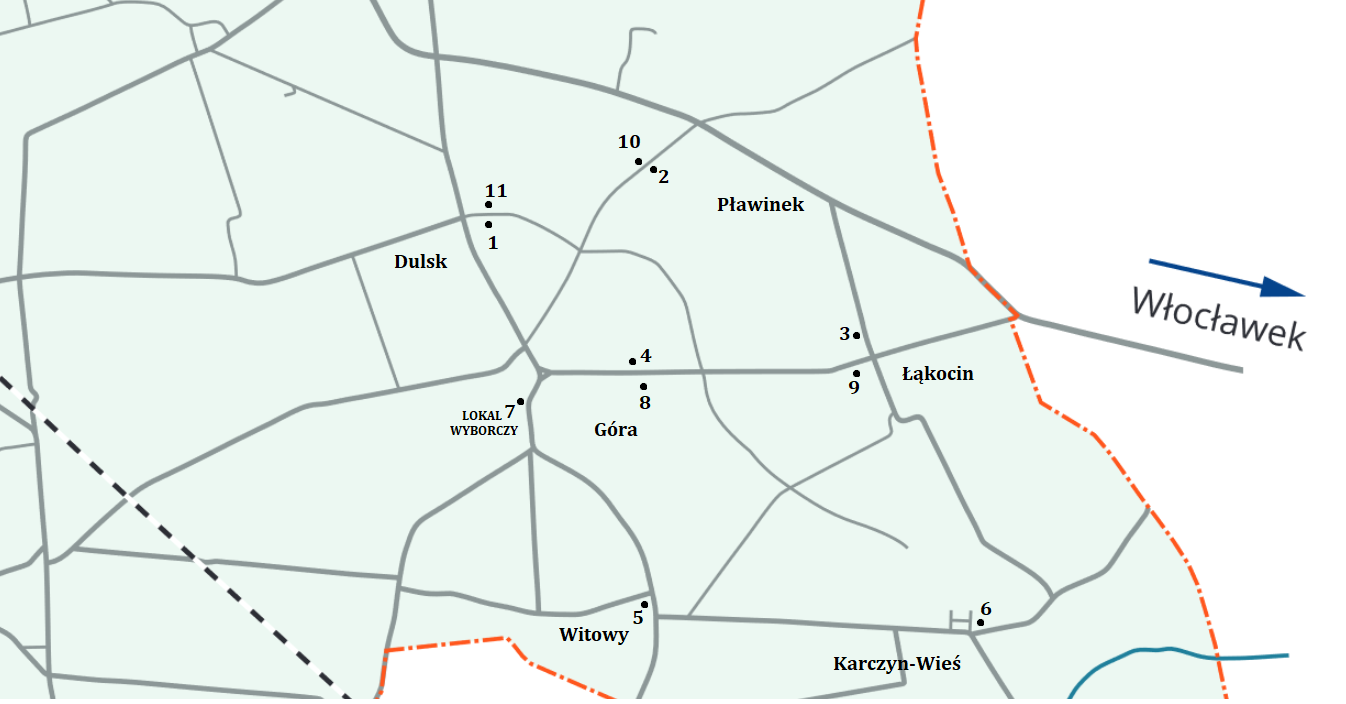 10
2
11
Pławinek
1
Dulsk
Włocławek
3
4
Łąkocin
9
8
LOKAL 7
WYBORCZY
Góra
6
5
Witowy
Karczyn-Wieś